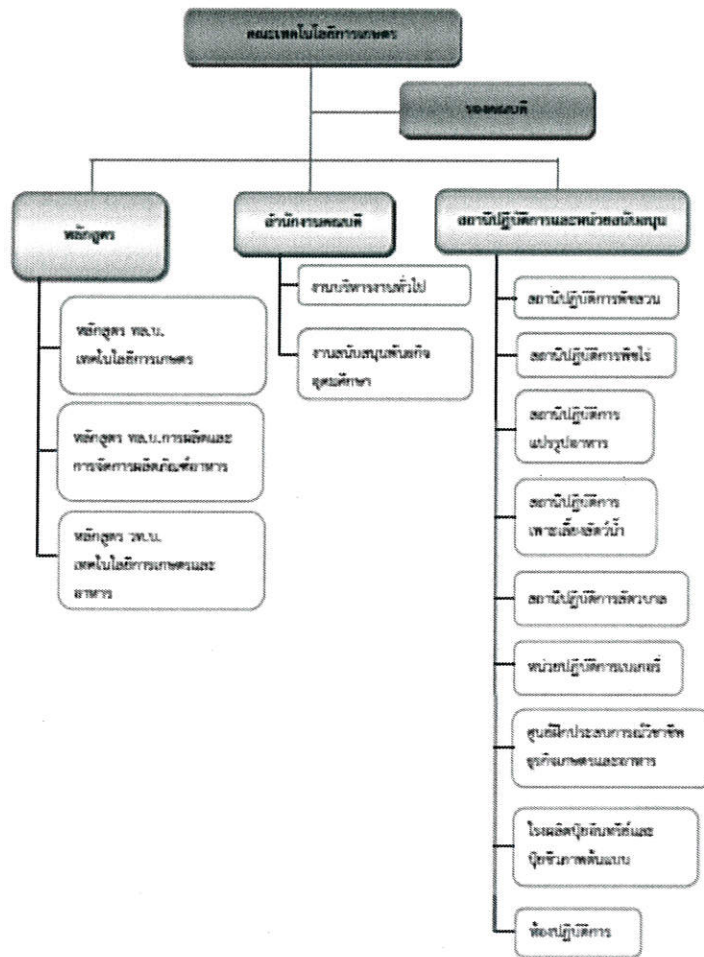 คณะเทคโนโลยีการเกษตร
รองคณบดี
หลักสูตร
หลักสูตร ทล.บ.
เทคโนโลยีการเกษตร
หลักสูตร ทล.บ.การผลิตและ
การจัดการผลิตภัณฑ์อาหาร
หลักสูตร วท.บ.
เทคโนโลยีการเกษตรและ
อาหาร
สำนักงานคณบดี
งานบริหารงานทั่วไป
งานสนับสนุนพันธกิจ
อุดมศึกษา
สถานีปฏิบัติการและหน่วยสนับสนุน
สถานีปฏิบัติการพืชสวน
สถานีปฏิบัติการพืชไร่
สถานีปฏิบัติการ
แปรรูปอาหาร
สถานีปฏิบัติการ
เพาะเลี้ยงสัตว์น้ำ
สถานีปฏิบัติการสัตวบาล
หน่วยปฏิบัติการเบเกอรี่
ศูนย์ฝึกประสบการณ์วิชาชีพ
ธุรกิจเกษตรและอาหาร
โรงผลิตปุ๋ยอินทรีย์และ
ปุ๋ยชีวภาพต้นแบบ
ห้องปฏิบัติการ